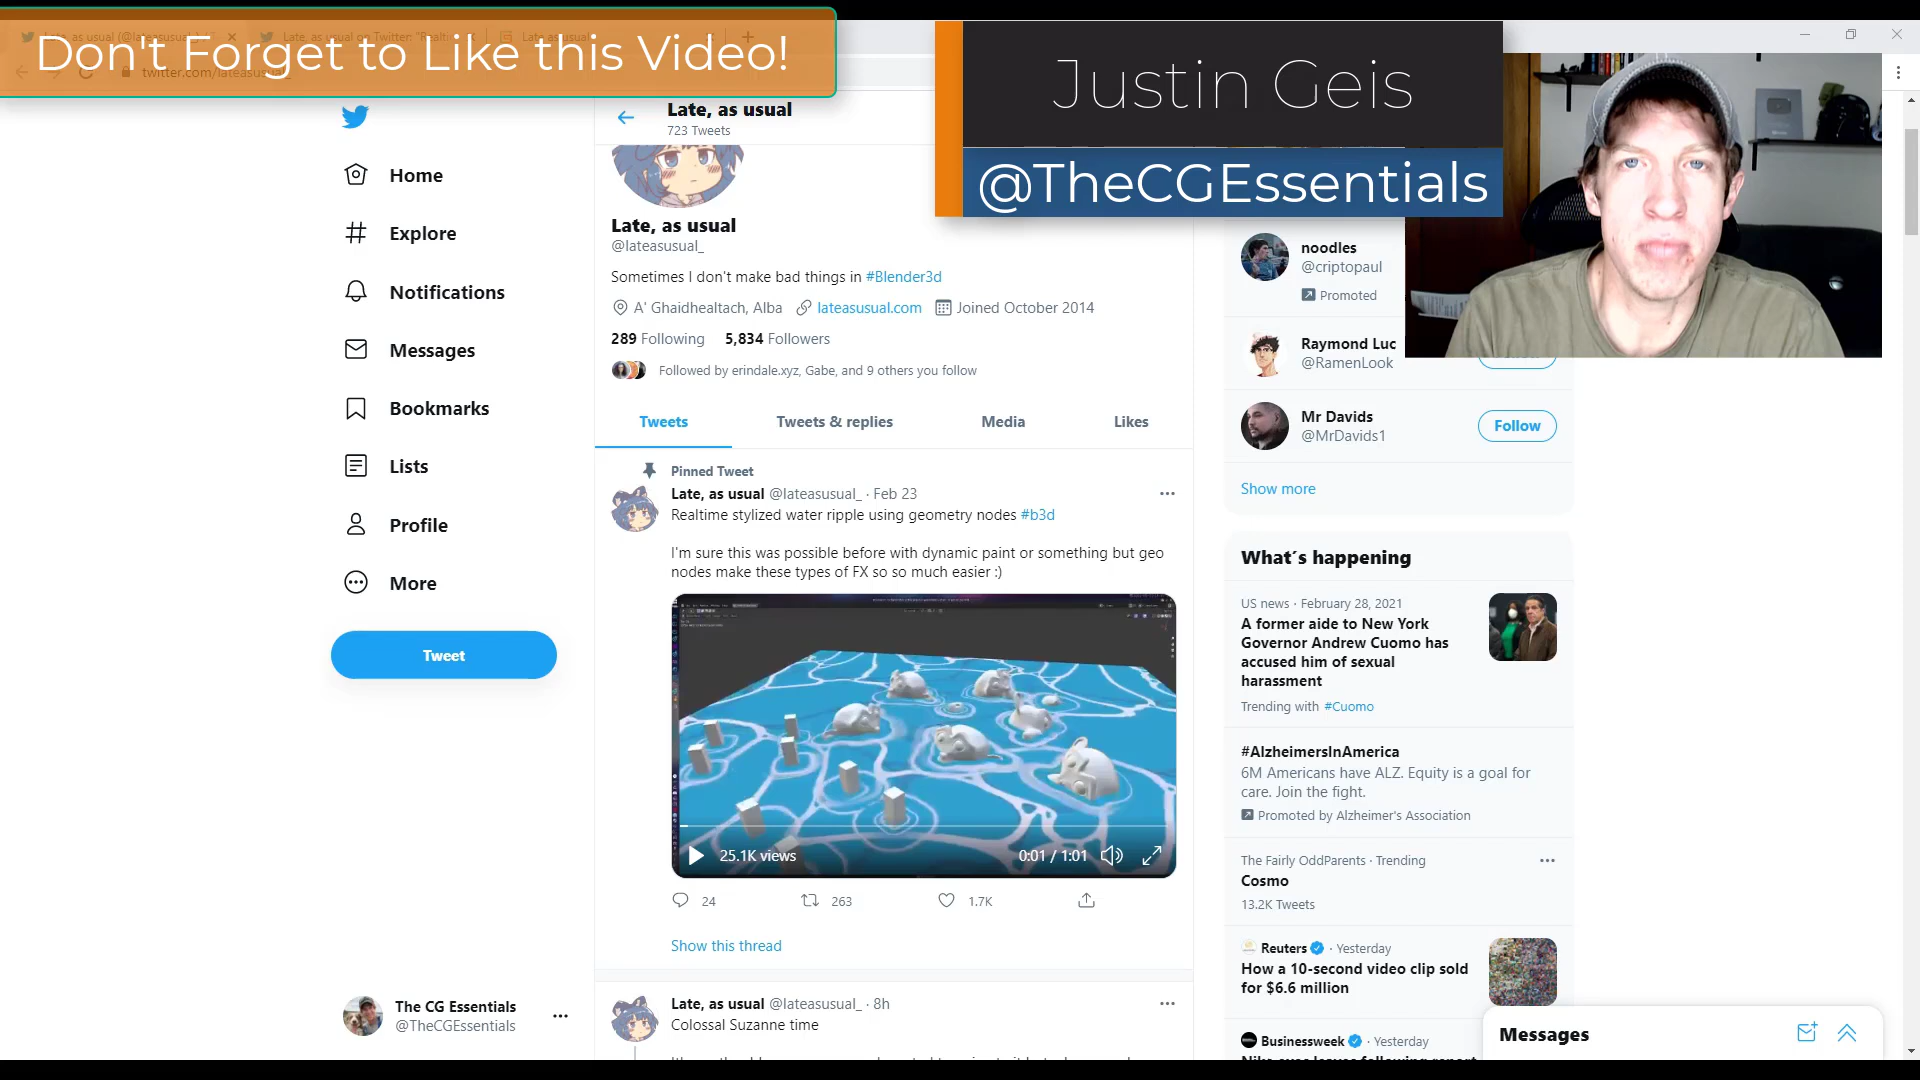 Don't Forget to Like this Video!
twitter.com/lateasusual_
Justin Geis
@TheCGEssentials
Late, as usual
723 Tweets
Home
Explore
Notifications
Messages
Bookmarks
Lists
Profile
More
Tweet
The CG Essentials
@TheCGEssentials
Late, as usual
@lateasusual_
Sometimes I don't make bad things in #Blender3d
A' Ghaidhealtach, Alba lateasusual.com Joined October 2014
289 Following 5,834 Followers
Followed by erindale.xyz, Gabe, and 9 others you follow
Tweets Tweets & replies Media Likes
Pinned Tweet
Late, as usual @lateasusual_ · Feb 23
Realtime stylized water ripple using geometry nodes #b3d
I'm sure this was possible before with dynamic paint or something but geo
nodes make these types of FX so so much easier :)
25.1K views 0:01 / 1:01
24 263 1.7K
Show this thread
Late, as usual @lateasusual_ · 8h
Colossal Suzanne time
noodles
@criptopaul
Promoted
Raymond Luc
@RamenLook
Mr Davids
@MrDavids1
Follow
Show more
What's happening
US news · February 28, 2021
A former aide to New York
Governor Andrew Cuomo has
accused him of sexual
harassment
Trending with #Cuomo
#AlzheimersInAmerica
6M Americans have ALZ. Equity is a goal for
care. Join the fight.
Promoted by Alzheimer's Association
The Fairly OddParents · Trending
Cosmo
13.2K Tweets
Reuters · Yesterday
How a 10-second video clip sold
for $6.6 million
Businessweek · Yesterday
Messages